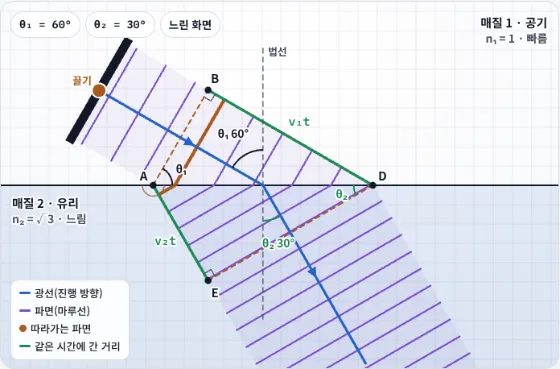 θ₁ = 60°
θ₂ = 30°
느린 화면
매질 1 · 공기
n₁=1 · 빠름
법선
끌기
B
θ₁ 60°
v₁t
θ₁
A
D
매질 2 · 유리
n₂=√3 · 느림
θ₂
v₂t
θ₂ 30°
E
광선(진행 방향)
파면(마루선)
따라가는 파면
같은 시간에 간 거리